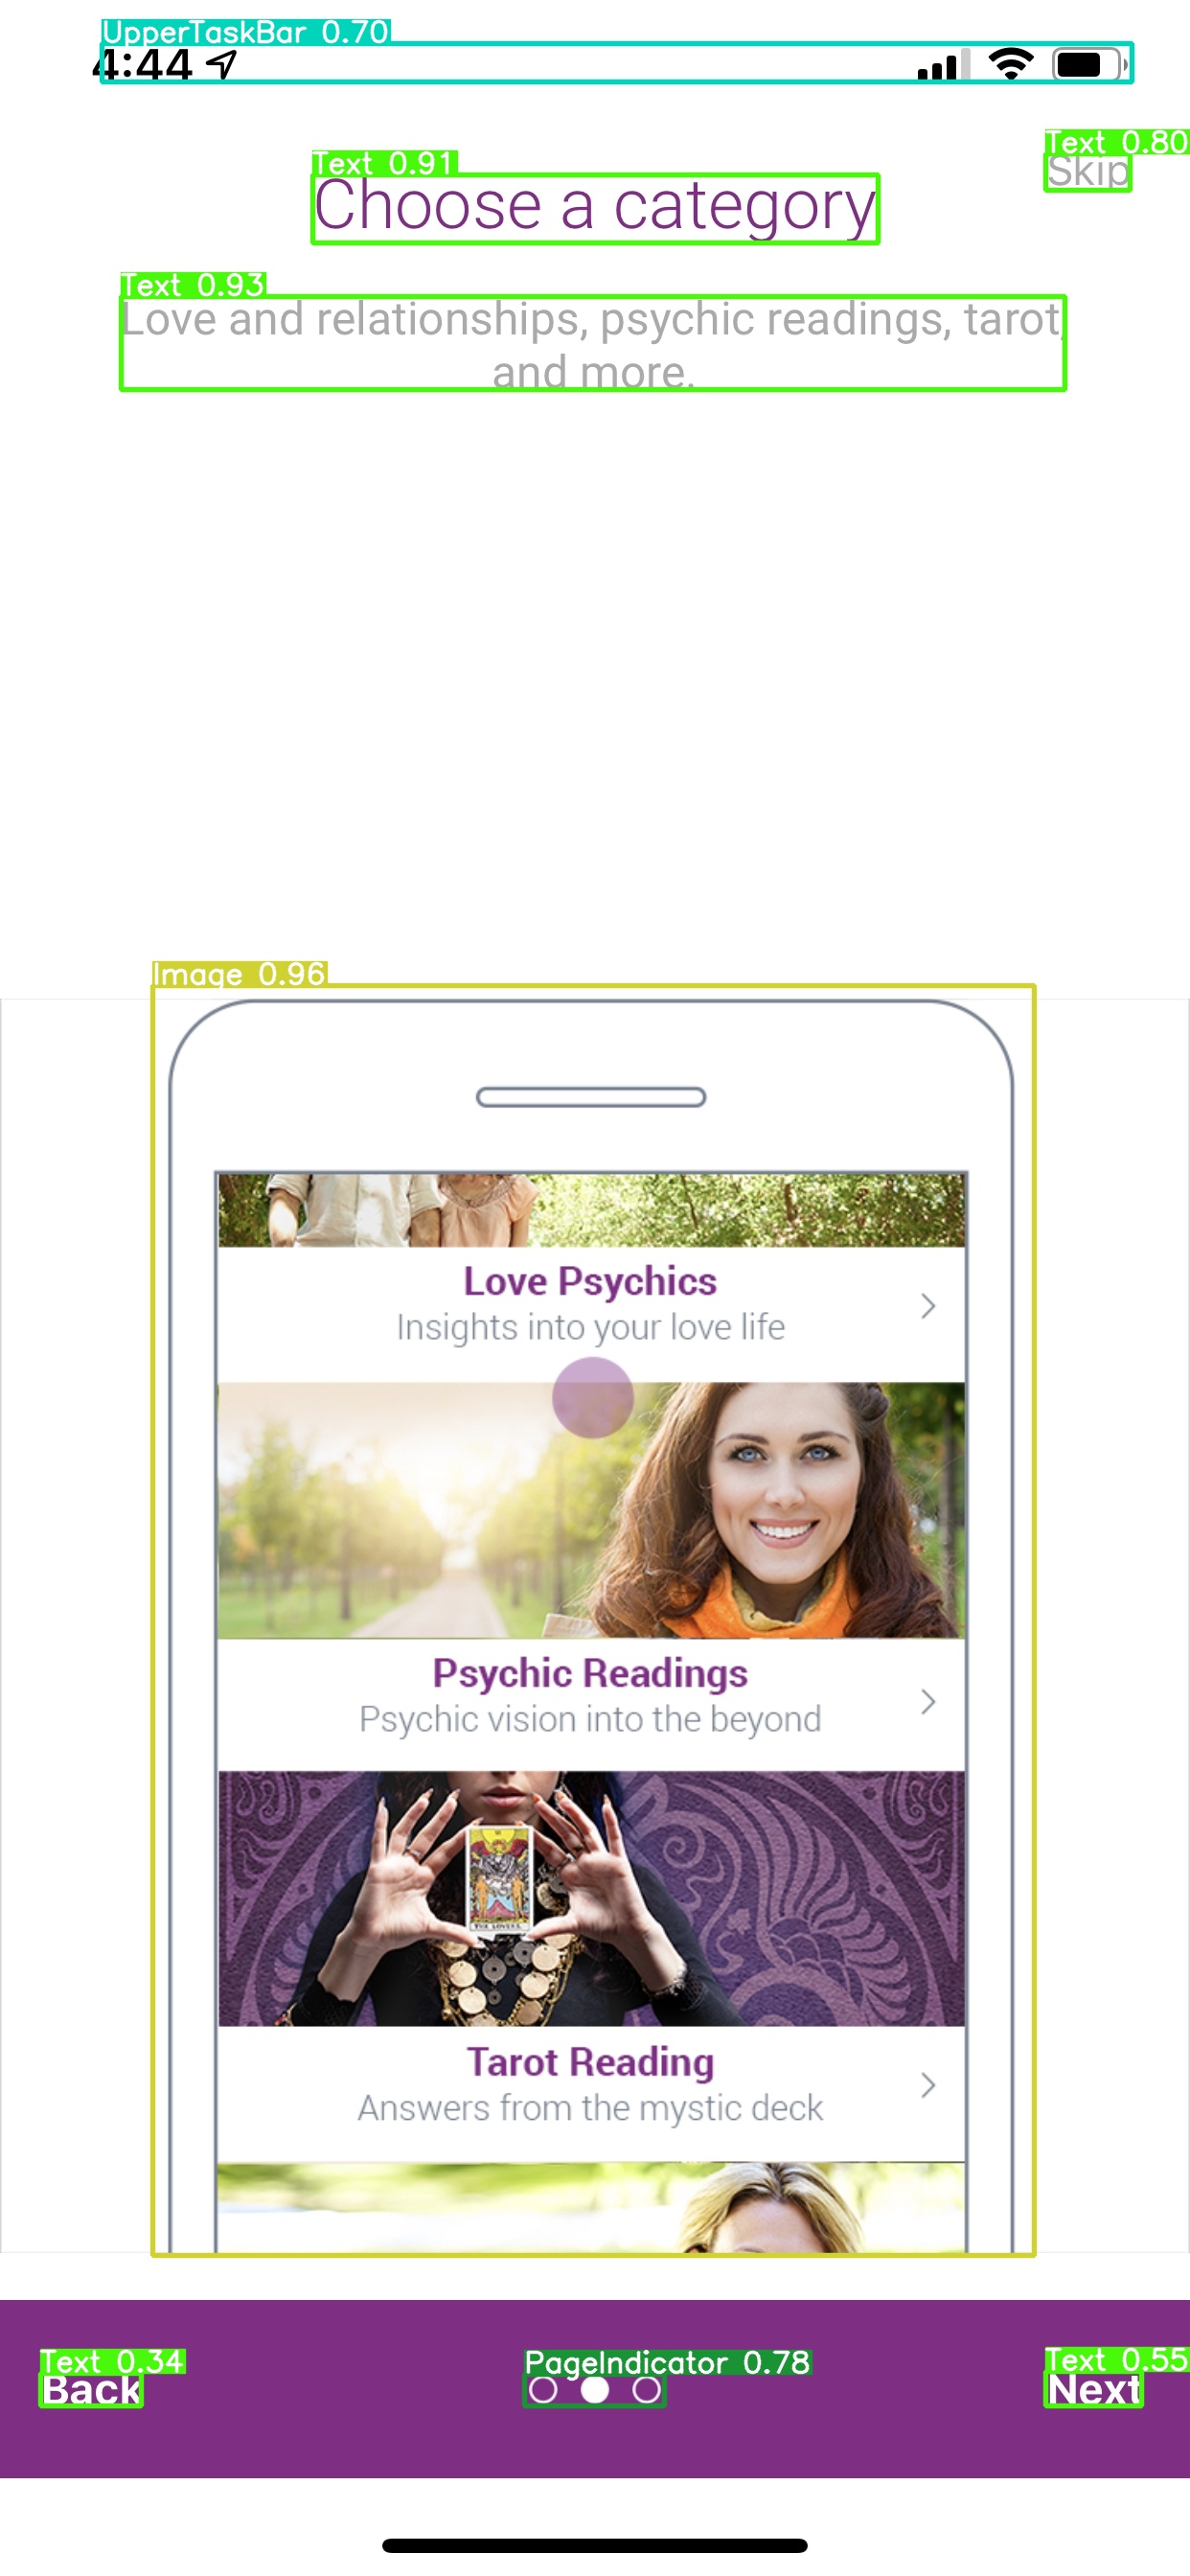 UpperTaskBar 0.70
4:44
Text 0.80
Skip
Text 0.91
Choose a category
Text 0.93
Love and relationships, psychic readings, tarot,
and more.
Image 0.96
Love Psychics
Insights into your love life
Psychic Readings
Psychic vision into the beyond
THE LOVERS.
Tarot Reading
Answers from the mystic deck
Text 0.34
Back
PageIndicator 0.78
Text 0.55
Next